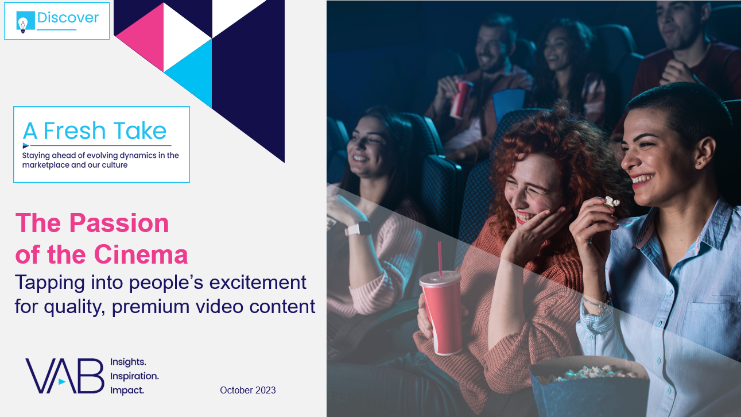 Discover
A Fresh Take
Staying ahead of evolving dynamics in the
marketplace and our culture
The Passion
of the Cinema
Tapping into people's excitement
for quality, premium video content
VAB
Insights.
Inspiration.
Impact.
October 2023